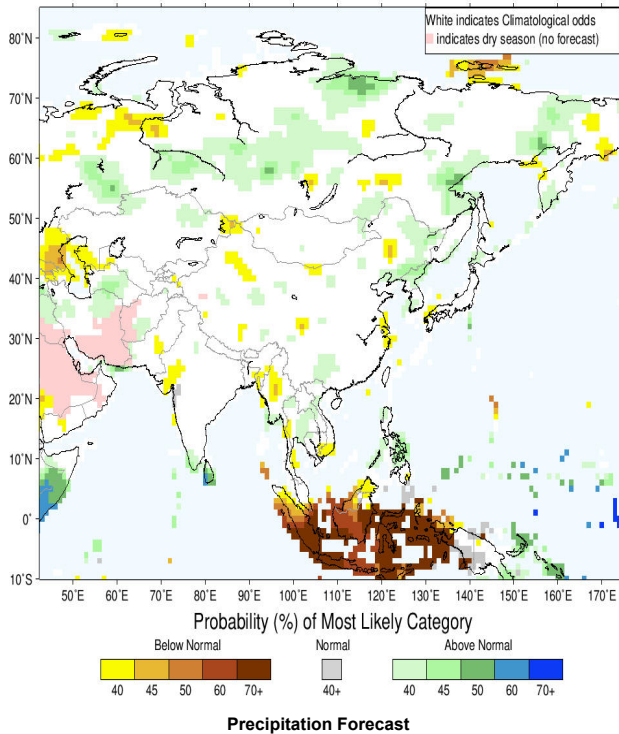 White indicates Climatological odds
indicates dry season (no forecast)
80˚N
70˚N
60˚N
50˚N
40˚N
30˚N
20˚N
10˚N
0
10˚S
50˚E 60˚E 70˚E 80˚E 90˚E 100˚E 110˚E 120˚E 130˚E 140˚E 150˚E 160˚E 170˚E
Probability (%) of Most Likely Category
Below Normal Normal Above Normal
40 45 50 60 70+ 40+ 40 45 50 60 70+
Precipitation Forecast